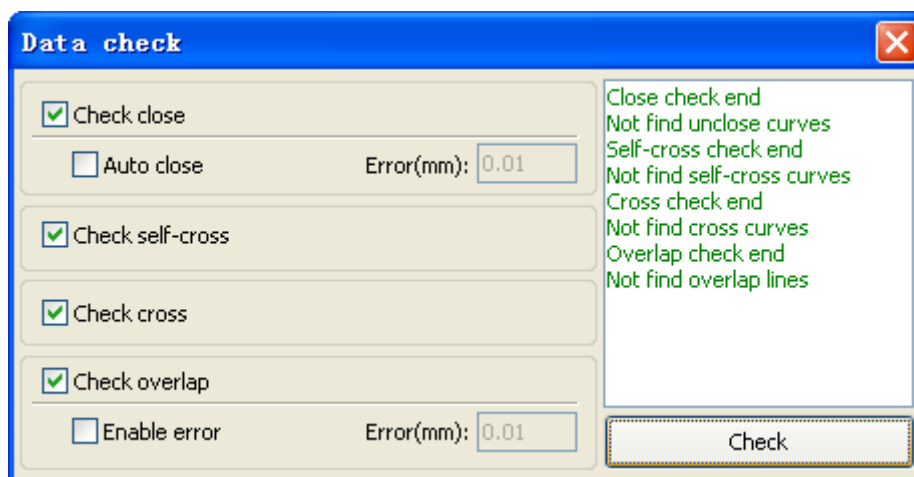 Data check
Check close
Auto close Error(mm): 0.01
Check self-cross
Check cross
Check overlap
Enable error Error(mm): 0.01
Close check end
Not find unclose curves
Self-cross check end
Not find self-cross curves
Cross check end
Not find cross curves
Overlap check end
Not find overlap lines
Check